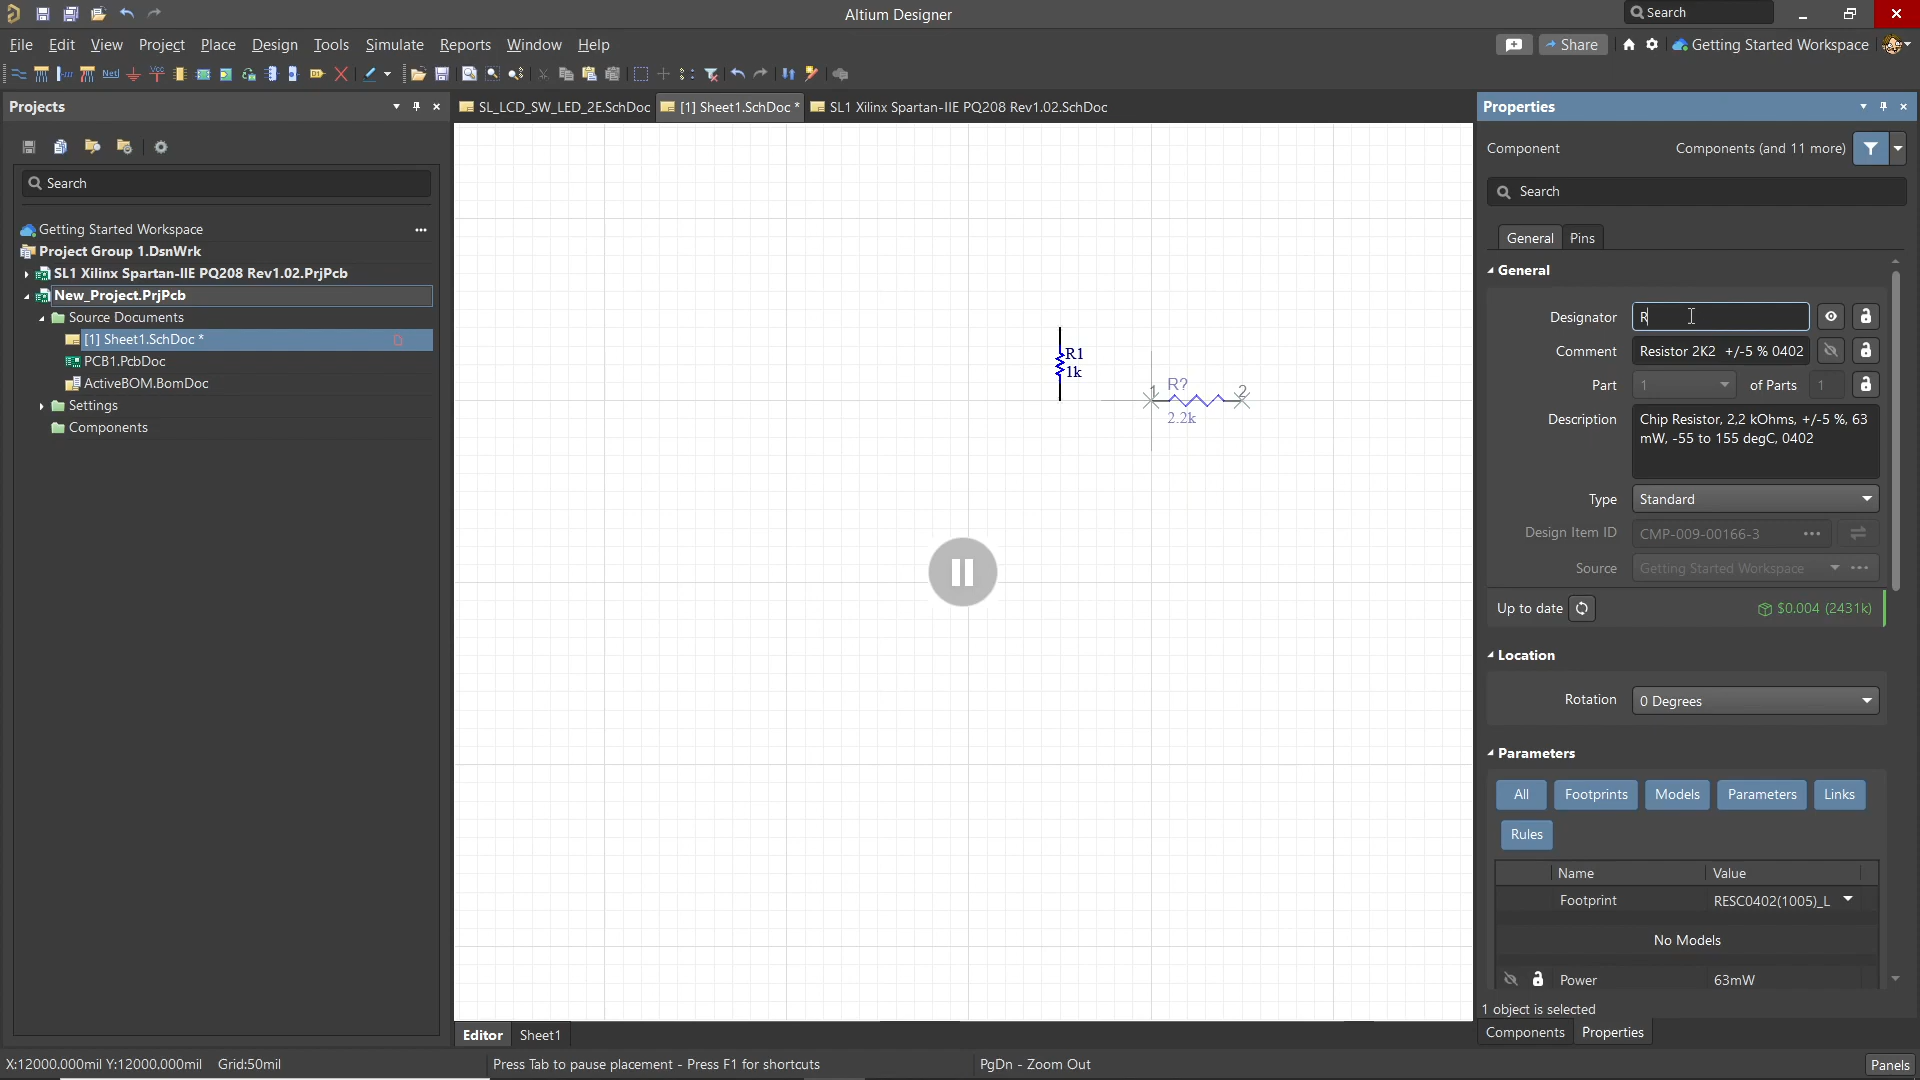 Altium Designer
Search
File Edit View Project Place Design Tools Simulate Reports Window Help
Share
Getting Started Workspace
Net
Vcc
Projects
SL_LCD_SW_LED_2E.SchDoc
[1] Sheet1.SchDoc *
SL1 Xilinx Spartan-IIE PQ208 Rev1.02.SchDoc
Search
Getting Started Workspace
Project Group 1.DsnWrk
SL1 Xilinx Spartan-IIE PQ208 Rev1.02.PrjPcb
New_Project.PrjPcb
Source Documents
[1] Sheet1.SchDoc *
PCB1.PcbDoc
ActiveBOM.BomDoc
Settings
Components
R1
1k
R?
1
2
2.2k
Editor Sheet1
Properties
Component Components (and 11 more)
Search
General Pins
General
Designator R
Comment Resistor 2K2 +/-5 % 0402
Part 1 of Parts 1
Description Chip Resistor, 2,2 kOhms, +/-5 %, 63
mW, -55 to 155 degC, 0402
Type Standard
Design Item ID CMP-009-00166-3
Source Getting Started Workspace
Up to date $0.004 (2431k)
Location
Rotation 0 Degrees
Parameters
All Footprints Models Parameters Links
Rules
Name Value
Footprint RESC0402(1005)_L
No Models
Power 63mW
1 object is selected
Components Properties
X:12000.000mil Y:12000.000mil Grid:50mil
Press Tab to pause placement - Press F1 for shortcuts
PgDn - Zoom Out
Panels